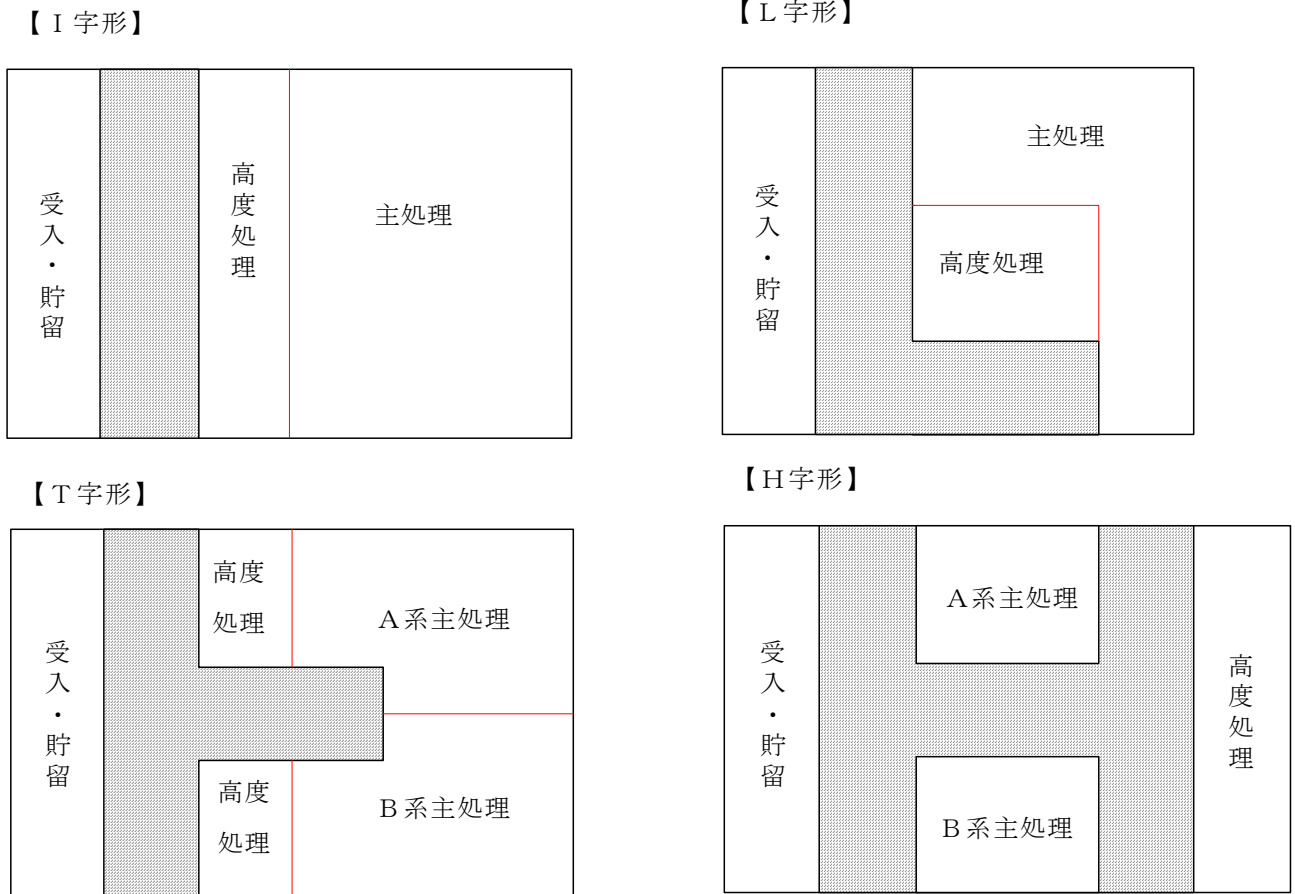 【Ｉ字形】
受入・貯留
高度処理
主処理
【Ｌ字形】
受入・貯留
主処理
高度処理
【Ｔ字形】
受入・貯留
高度
処理
Ａ系主処理
高度
処理
Ｂ系主処理
【Ｈ字形】
受入・貯留
Ａ系主処理
Ｂ系主処理
高度処理